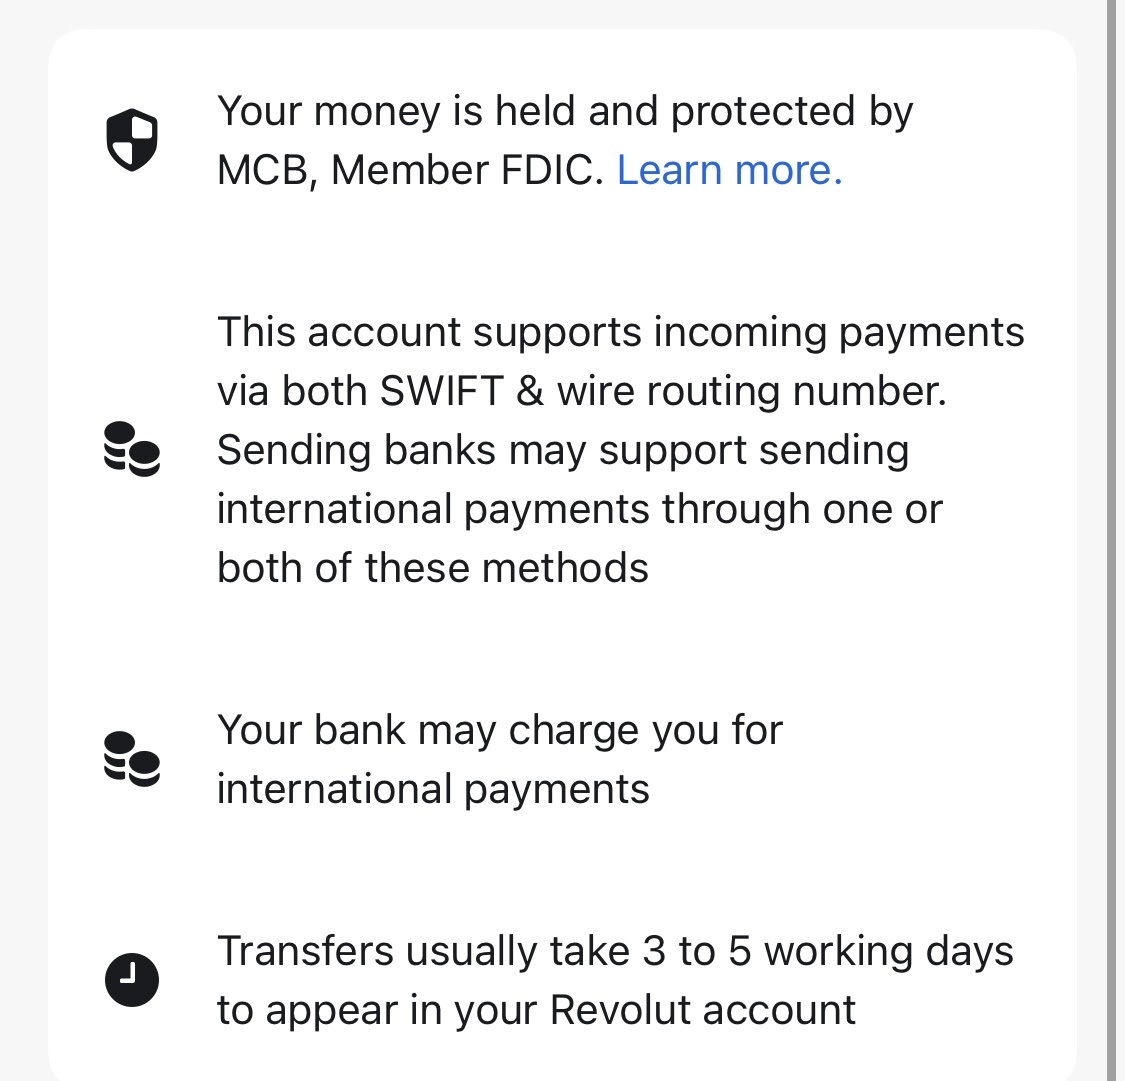 Your money is held and protected by
MCB, Member FDIC. Learn more.
This account supports incoming payments
via both SWIFT & wire routing number.
Sending banks may support sending
international payments through one or
both of these methods
Your bank may charge you for
international payments
Transfers usually take 3 to 5 working days
to appear in your Revolut account